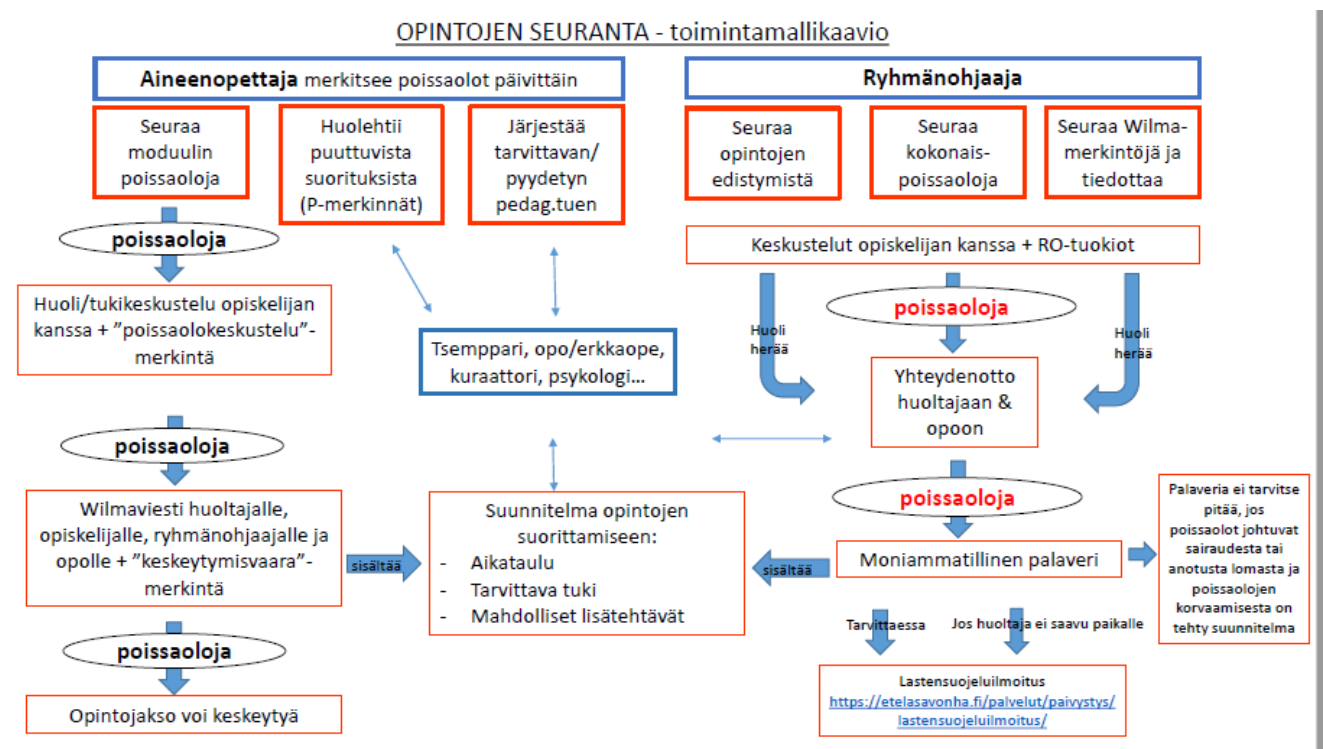 OPINTOJEN SEURANTA - toimintamallikaavio
Aineenopettaja merkitsee poissaolot päivittäin
Seuraa
moduulin
poissaoloja
Huolehtii
puuttuvista
suorituksista
(P-merkinnät)
Järjestää
tarvittavan/
pyydetyn
pedag.tuen
poissaoloja
Huoli/tukikeskustelu opiskelijan
kanssa + ”poissaolokeskustelu”-
merkintä
poissaoloja
Wilmaviesti huoltajalle,
opiskelijalle, ryhmänohjaajalle ja
opolle + ”keskeytymisvaara”-
merkintä
sisältää
poissaoloja
Opintojakso voi keskeytyä
Tsemppari, opo/erkkaope,
kuraattori, psykologi...
Suunnitelma opintojen
suorittamiseen:
- Aikataulu
- Tarvittava tuki
- Mahdolliset lisätehtävät
Ryhmänohjaaja
Seuraa
opintojen
edistymistä
Seuraa
kokonais-
poissaoloja
Seuraa Wilma-
merkintöjä ja
tiedottaa
Keskustelut opiskelijan kanssa + RO-tuokiot
poissaoloja
Huoli
herää
Huoli
herää
Yhteydenotto
huoltajaan &
opoon
poissaoloja
sisältää
Moniammatillinen palaveri
Palaveria ei tarvitse
pitää, jos
poissaolot johtuvat
sairaudesta tai
anotusta lomasta ja
poissaolojen
korvaamisesta on
tehty suunnitelma
Tarvittaessa
Jos huoltaja ei saavu paikalle
Lastensuojeluilmoitus
https://etelasavonha.fi/palvelut/paivystys/
lastensuojeluilmoitus/